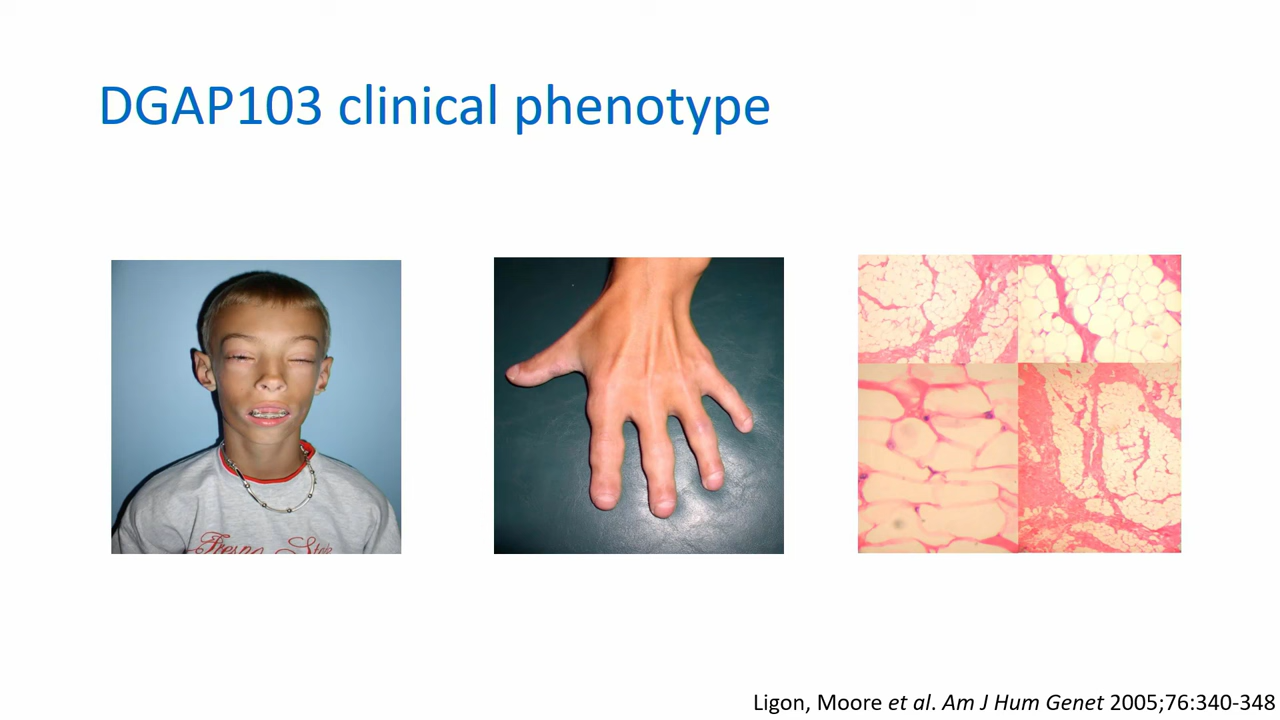 DGAP103 clinical phenotype
Fresno State
Ligon, Moore et al. Am J Hum Genet 2005;76:340-348